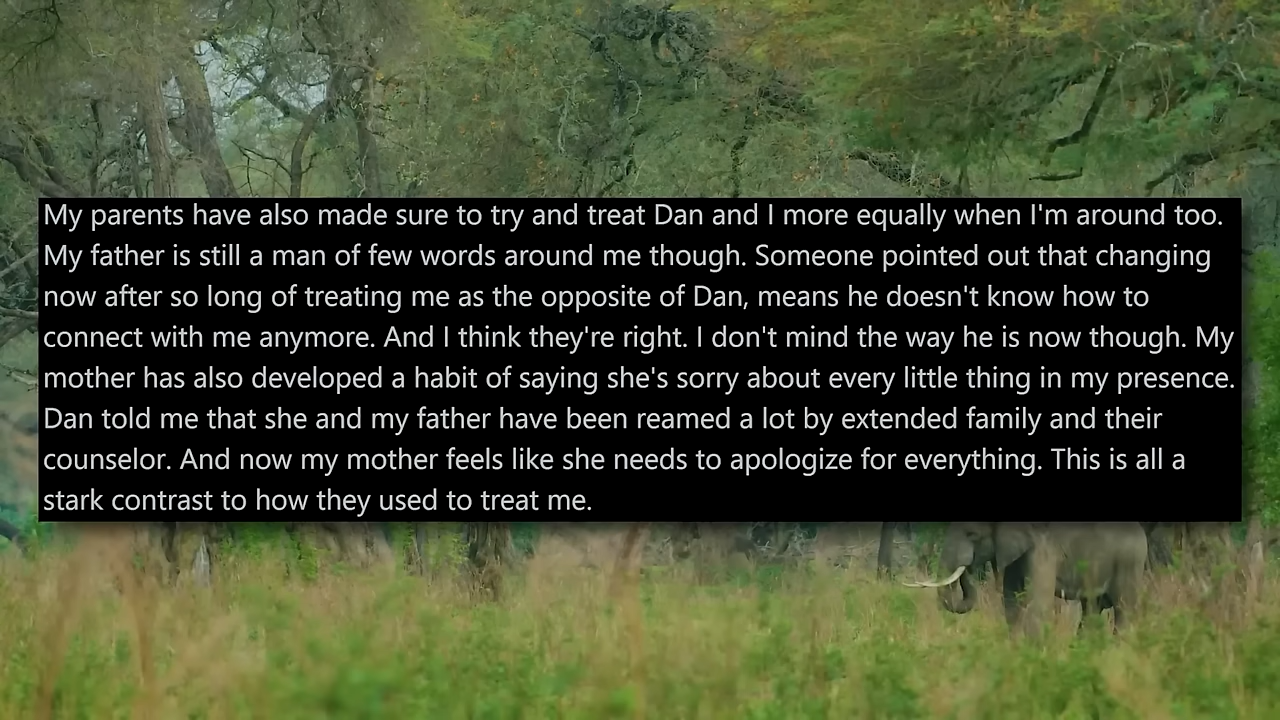 My parents have also made sure to try and treat Dan and I more equally when I'm around too.
My father is still a man of few words around me though. Someone pointed out that changing
now after so long of treating me as the opposite of Dan, means he doesn't know how to
connect with me anymore. And I think they're right. I don't mind the way he is now though. My
mother has also developed a habit of saying she's sorry about every little thing in my presence.
Dan told me that she and my father have been reamed a lot by extended family and their
counselor. And now my mother feels like she needs to apologize for everything. This is all a
stark contrast to how they used to treat me.